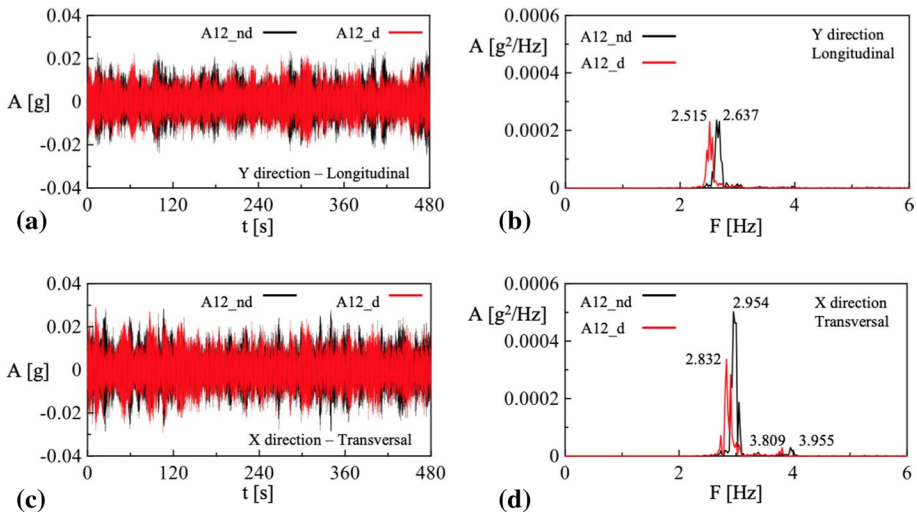 0.04
A12_nd
A12_d
0.02
A [g]
0
-0.02
Y direction – Longitudinal
-0.04
0
120
240
360
480
t [s]
(a)
0.0006
A [g²/Hz]
A12_nd
A12_d
Y direction
Longitudinal
0.0004
2.515
2.637
0.0002
0
0
2
4
6
F [Hz]
(b)
0.04
A12_nd
A12_d
0.02
A [g]
0
-0.02
X direction – Transversal
-0.04
0
120
240
360
480
t [s]
(c)
0.0006
A [g²/Hz]
A12_nd
A12_d
2.954
X direction
Transversal
0.0004
2.832
0.0002
3.809
3.955
0
0
2
4
6
F [Hz]
(d)